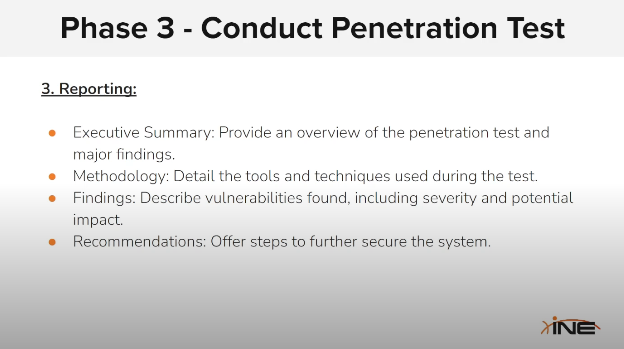 Phase 3 - Conduct Penetration Test
3. Reporting:
● Executive Summary: Provide an overview of the penetration test and
major findings.
● Methodology: Detail the tools and techniques used during the test.
● Findings: Describe vulnerabilities found, including severity and potential
impact.
● Recommendations: Offer steps to further secure the system.
INE